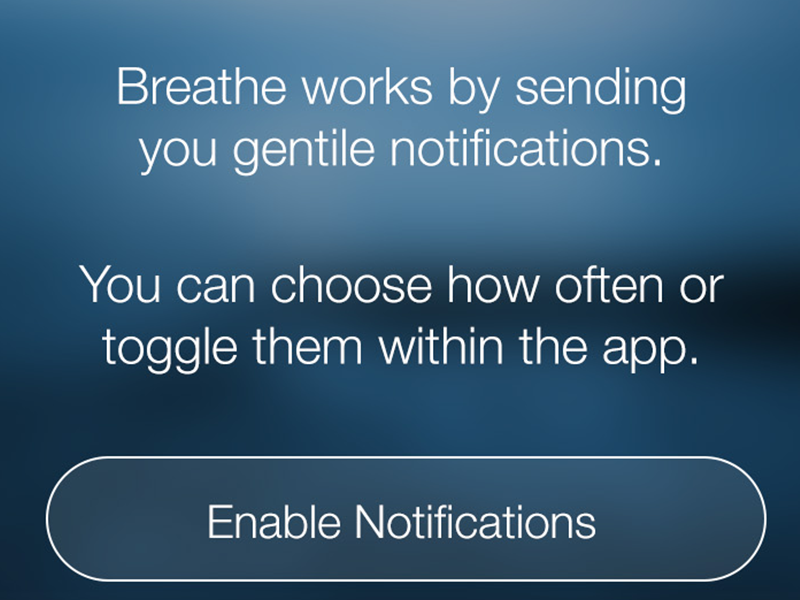 Breathe works by sending
you gentile notifications.
You can choose how often or
toggle them within the app.
Enable Notifications